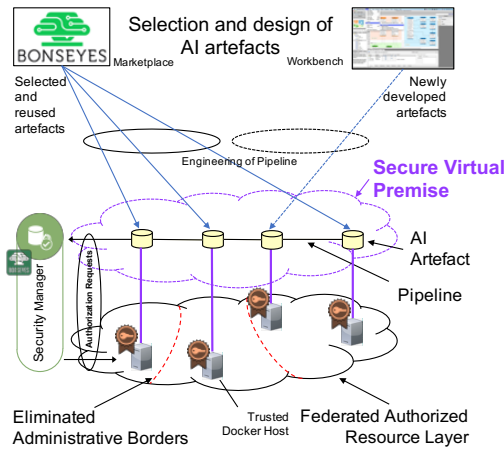 Selection and design of
AI artefacts
BONSEYES
Marketplace
Workbench
Selected
and
reused
artefacts
Newly
developed
artefacts
Engineering of Pipeline
Secure Virtual
Premise
AI
Artefact
Pipeline
Security Manager
Authorization Requests
Eliminated
Administrative Borders
Trusted
Docker Host
Federated Authorized
Resource Layer